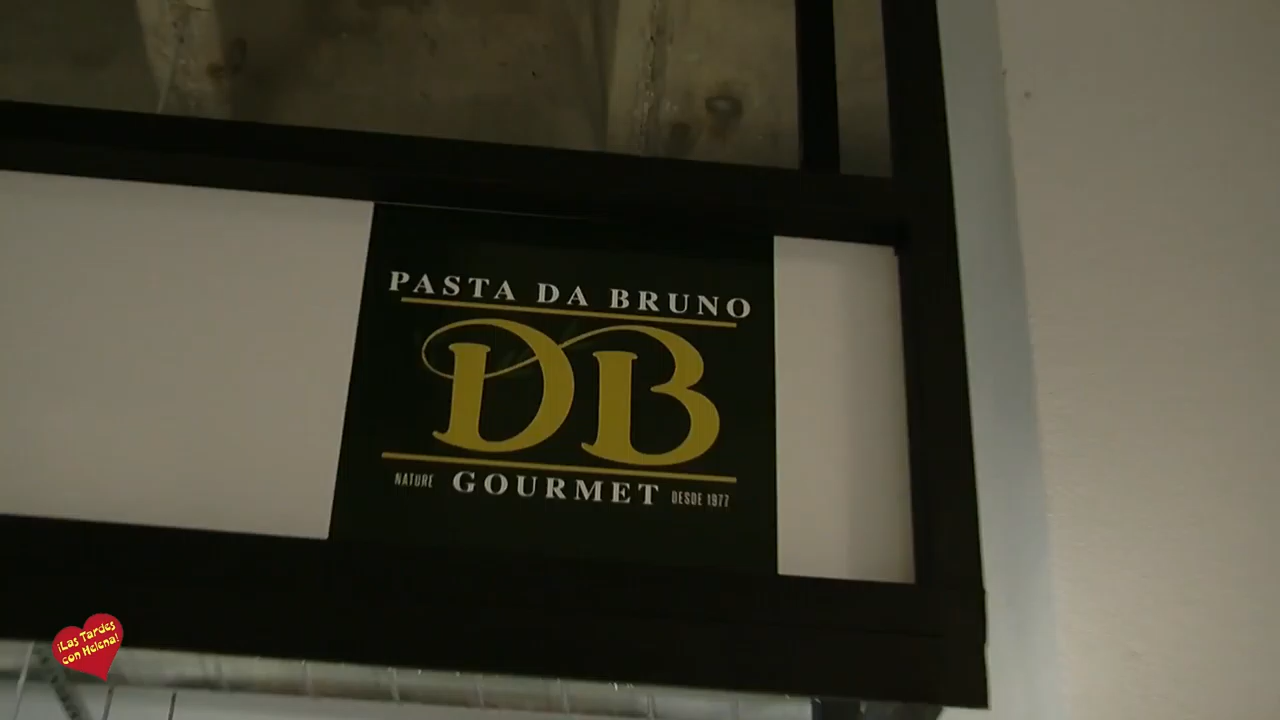 PASTA DA BRUNO
DB
NATURE GOURMET DESDE 1977
¡Las Tardes
con Helena!